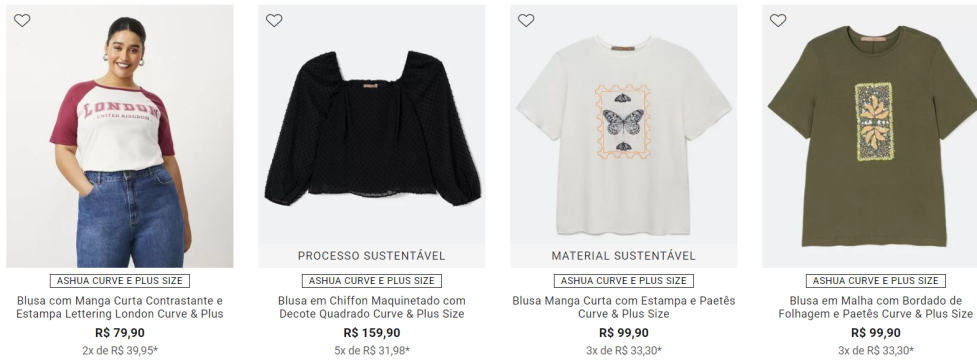 LONDON
UNITED KINGDOM
ASHUA CURVE E PLUS SIZE
Blusa com Manga Curta Contrastante e
Estampa Lettering London Curve & Plus
R$ 79,90
2x de R$ 39,95*
PROCESSO SUSTENTÁVEL
ASHUA CURVE E PLUS SIZE
Blusa em Chiffon Maquinetado com
Decote Quadrado Curve & Plus Size
R$ 159,90
5x de R$ 31,98*
MATERIAL SUSTENTÁVEL
ASHUA CURVE E PLUS SIZE
Blusa Manga Curta com Estampa e Paetês
Curve & Plus Size
R$ 99,90
3x de R$ 33,30*
ASHUA CURVE E PLUS SIZE
Blusa em Malha com Bordado de
Folhagem e Paetês Curve & Plus Size
R$ 99,90
3x de R$ 33,30*